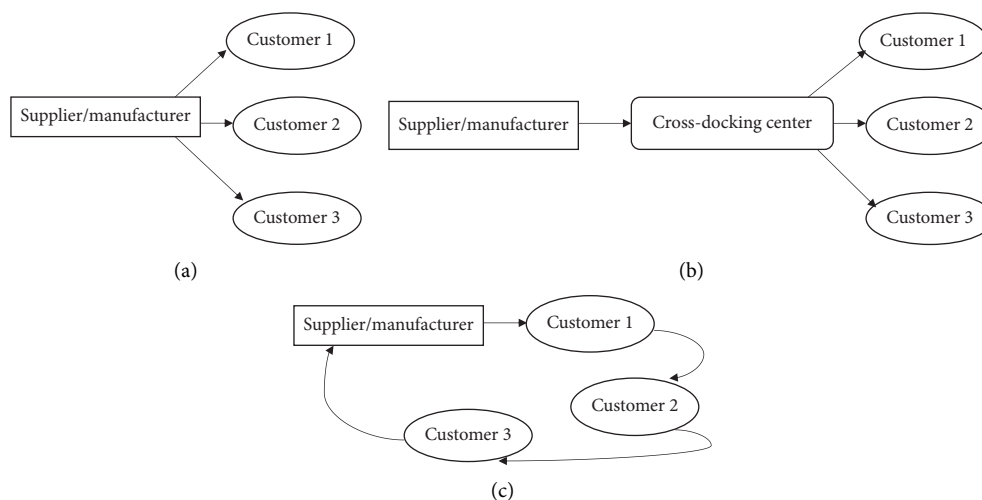 Customer 1
Supplier/manufacturer
Customer 2
Customer 3
(a)
Customer 1
Supplier/manufacturer
Cross-docking center
Customer 2
Customer 3
(b)
Supplier/manufacturer
Customer 1
Customer 2
Customer 3
(c)